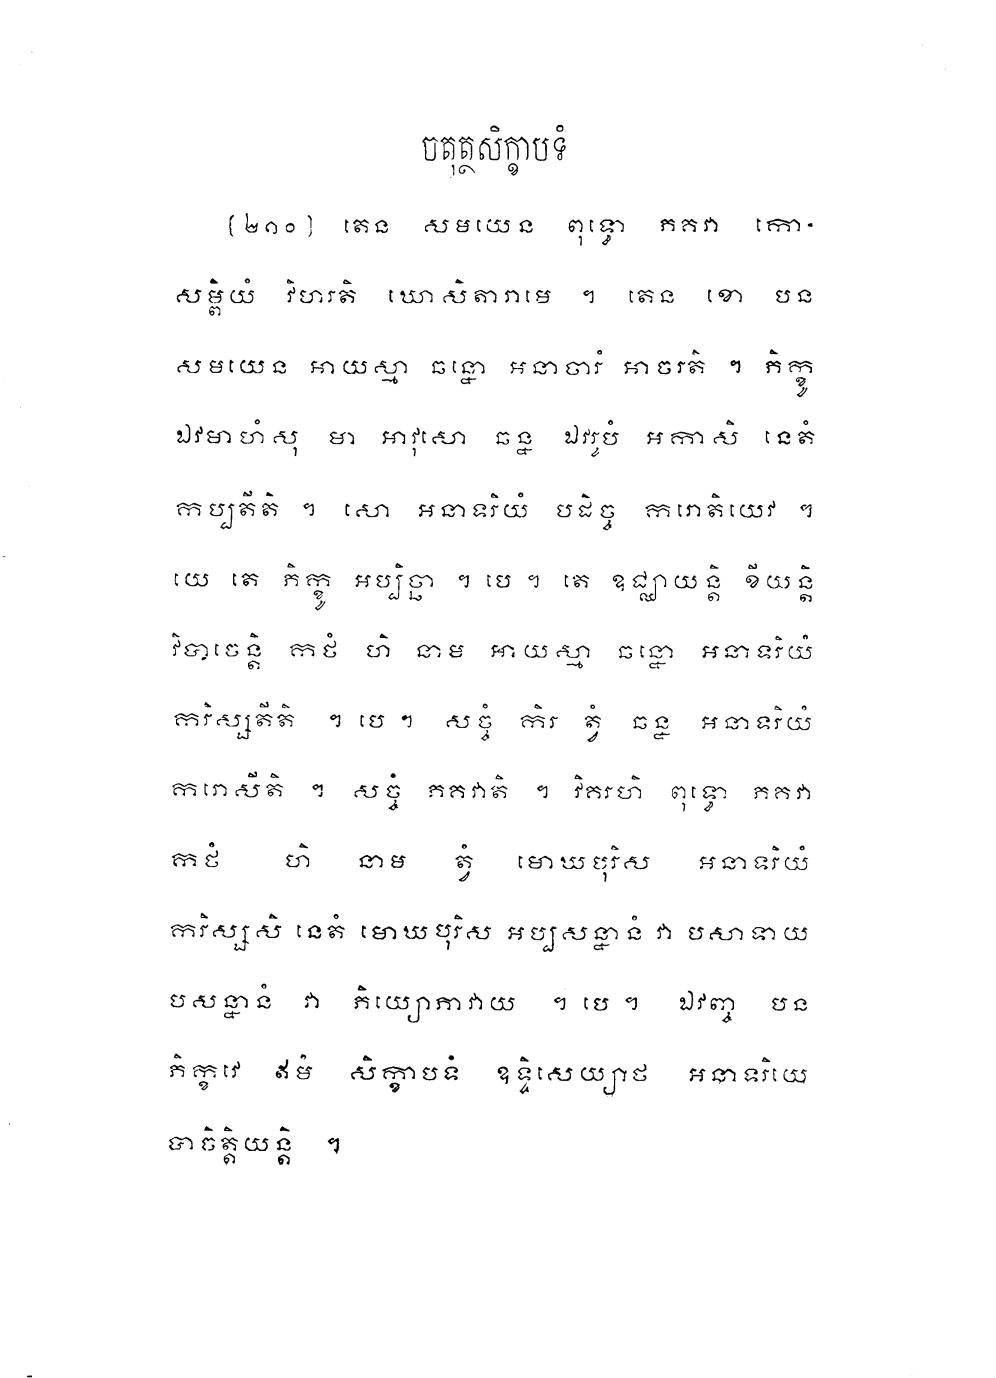 ចតុត្ថសិក្ខាបទំ
(២១០) តេន សមយេន ពុទ្ធោ ភគវា កោ-
សម្ពិយំ វិហរតិ ឃោសិតារាមេ ។ តេន ខោ បន
សមយេន អាយស្មា ឆន្នោ អនាចារំ អាចរតិ ។ ភិក្ខូ
ឯវមាហំសុ មា អាវុសោ ឆន្ន ឯវរូបំ អកាសិ នេតំ
កប្បតីតិ ។ សោ អនាទរិយំ បដិច្ច ករោតិយេវ ។
យេ តេ ភិក្ខូ អប្បិច្ឆា ។ បេ ។ តេ ឧជ្ឈាយន្តិ ខីយន្តិ
វិបាចេន្តិ កថំ ហិ នាម អាយស្មា ឆន្នោ អនាទរិយំ
ករិស្សតីតិ ។ បេ ។ សច្ចំ កិរ ត្វំ ឆន្ន អនាទរិយំ
ករោសីតិ ។ សច្ចំ ភគវាតិ ។ វិគរហិ ពុទ្ធោ ភគវា
កថំ ហិ នាម ត្វំ មោឃបុរិស អនាទរិយំ
ករិស្សសិ នេតំ មោឃបុរិស អប្បសន្នានំ វា បសាទាយ
បសន្នានំ វា ភិយ្យោភាវាយ ។ បេ ។ ឯវញ្ច បន
ភិក្ខវេ ឥមំ សិក្ខាបទំ ឧទ្ទិសេយ្យាថ អនាទរិយេ
បាចិត្តិយន្តិ ។